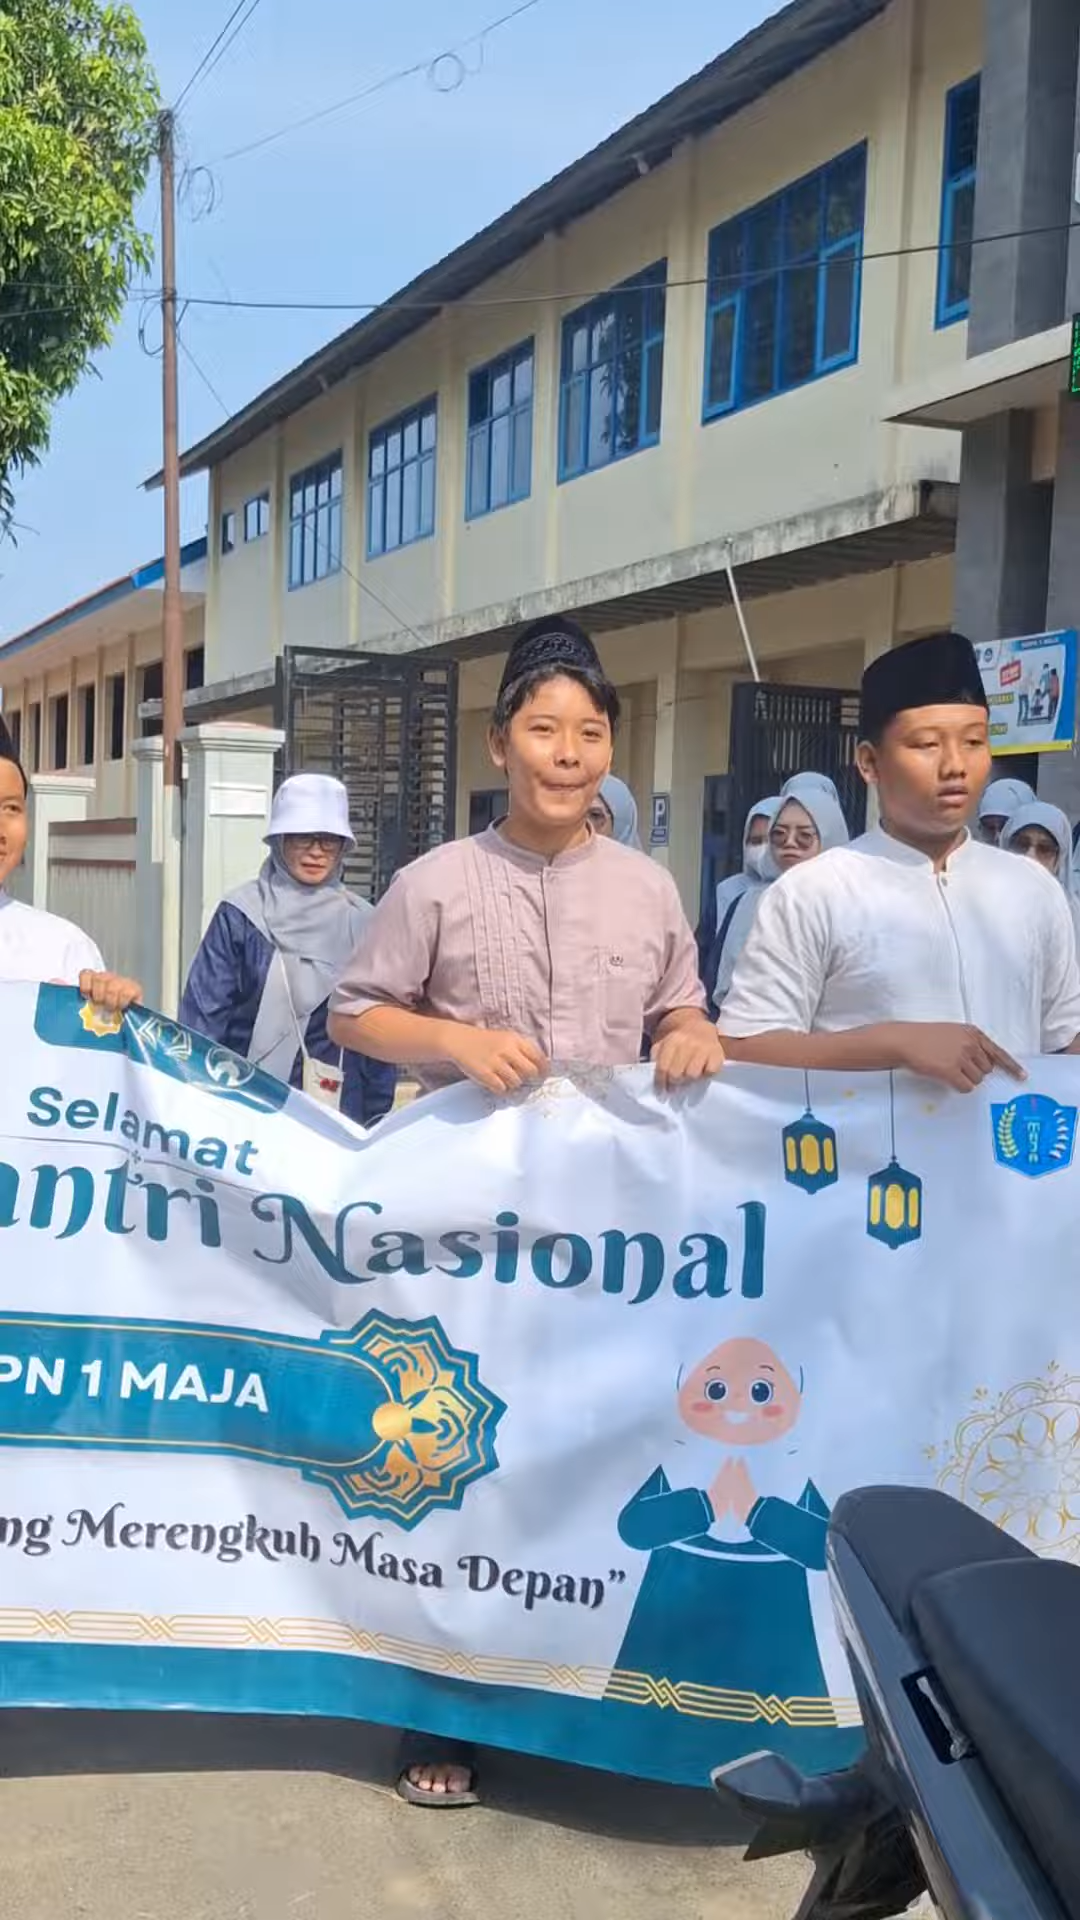 Selamat
antri Nasional
PN 1 MAJA
ng Merengkuh Masa Depan”
P